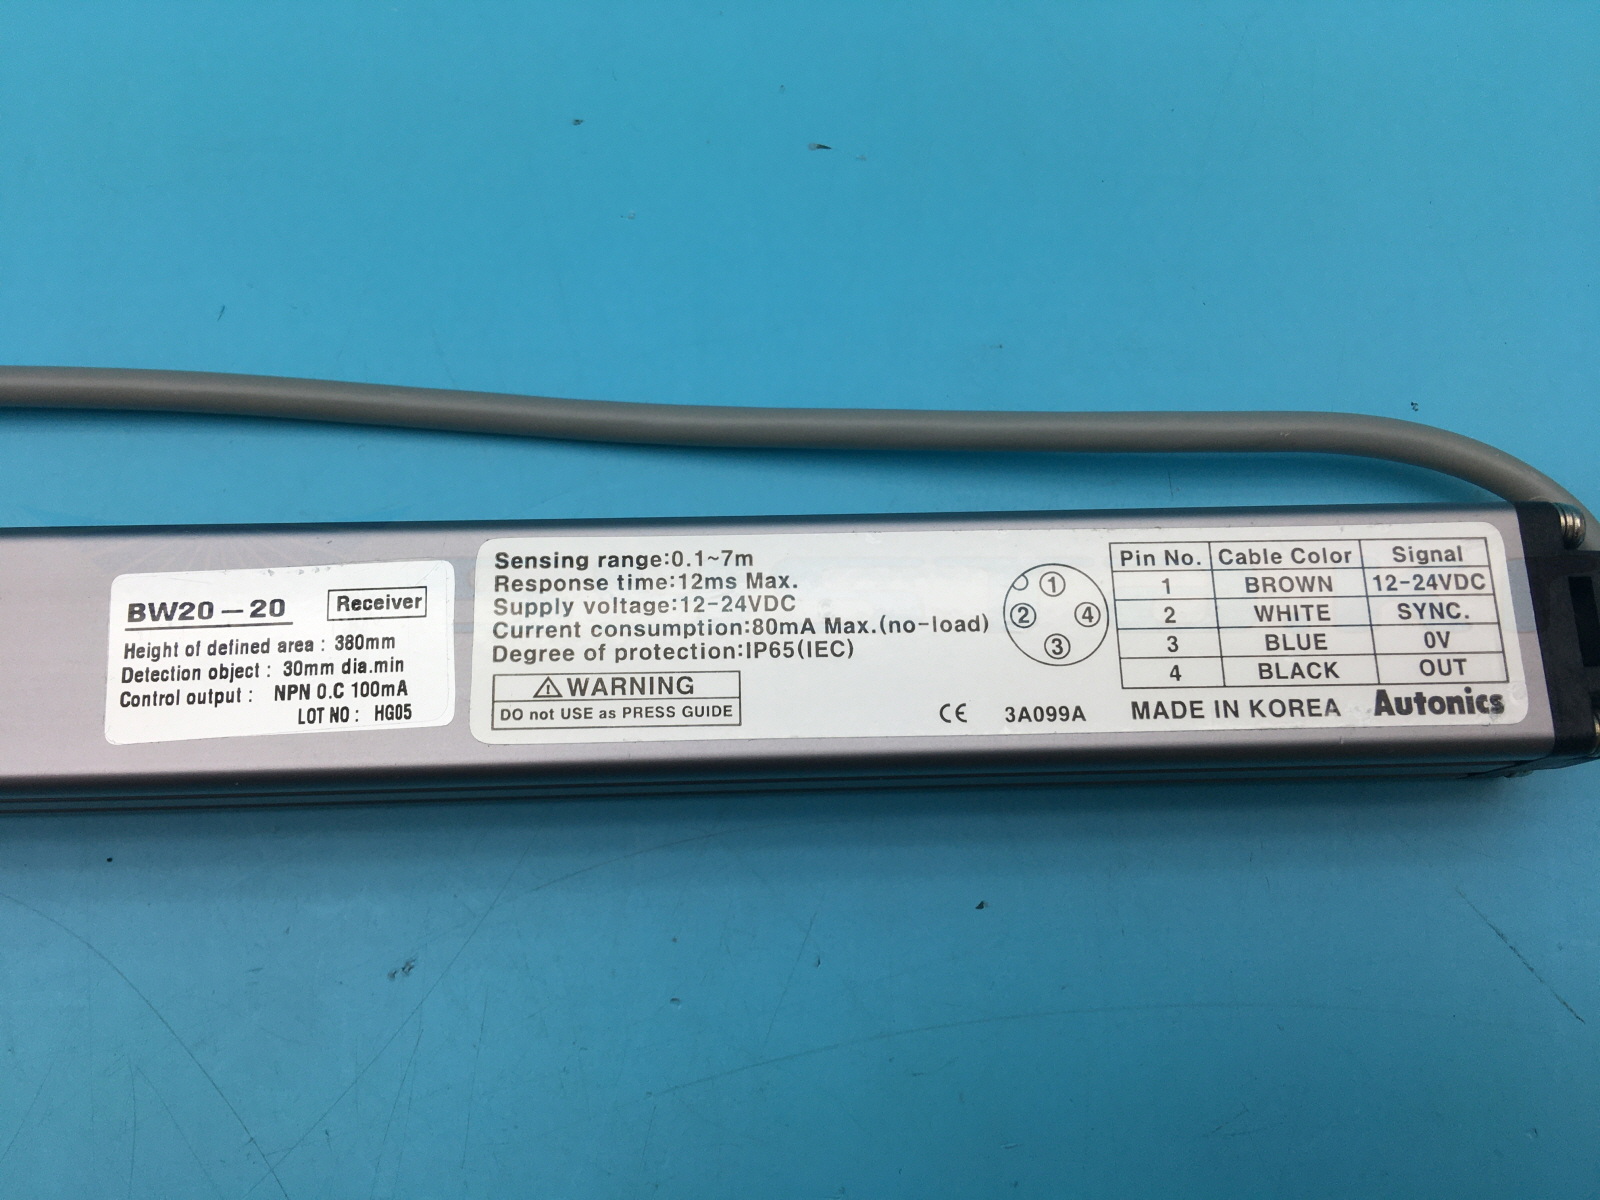 BW20-20 Receiver
Height of defined area : 380mm
Detection object : 30mm dia.min
Control output : NPN O.C 100mA
LOT NO : HG05
Sensing range:0.1~7m
Response time:12ms Max.
Supply voltage:12-24VDC
Current consumption:80mA Max.(no-load)
Degree of protection:IP65(IEC)
⚠WARNING
DO not USE as PRESS GUIDE
① 
② ④
③
Pin No. Cable Color Signal
1 BROWN 12-24VDC
2 WHITE SYNC.
3 BLUE 0V
4 BLACK OUT
CE 3A099A MADE IN KOREA Autonics